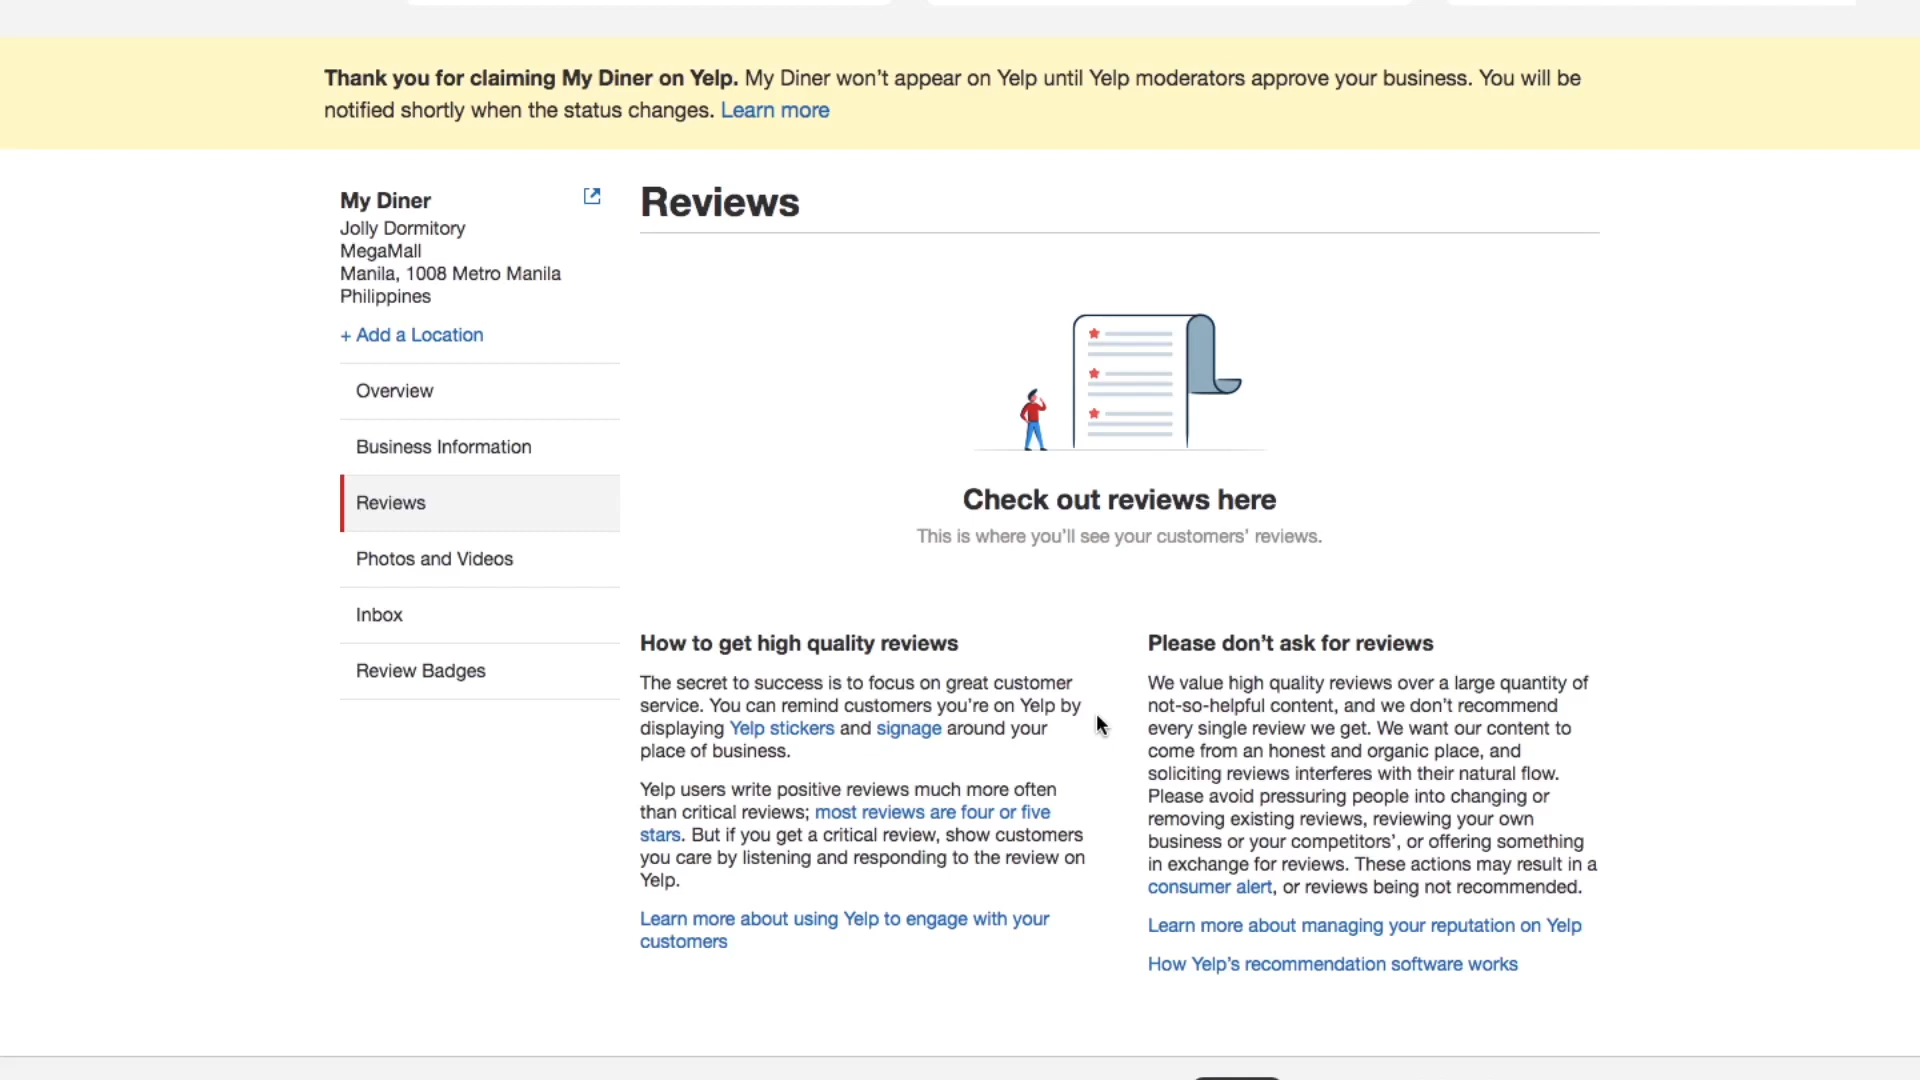 Thank you for claiming My Diner on Yelp. My Diner won’t appear on Yelp until Yelp moderators approve your business. You will be
notified shortly when the status changes. Learn more
My Diner
Jolly Dormitory
MegaMall
Manila, 1008 Metro Manila
Philippines
+ Add a Location
Overview
Business Information
Reviews
Photos and Videos
Inbox
Review Badges
Reviews
Check out reviews here
This is where you’ll see your customers’ reviews.
How to get high quality reviews
The secret to success is to focus on great customer
service. You can remind customers you’re on Yelp by
displaying Yelp stickers and signage around your
place of business.
Yelp users write positive reviews much more often
than critical reviews; most reviews are four or five
stars. But if you get a critical review, show customers
you care by listening and responding to the review on
Yelp.
Learn more about using Yelp to engage with your
customers
Please don’t ask for reviews
We value high quality reviews over a large quantity of
not-so-helpful content, and we don’t recommend
every single review we get. We want our content to
come from an honest and organic place, and
soliciting reviews interferes with their natural flow.
Please avoid pressuring people into changing or
removing existing reviews, reviewing your own
business or your competitors’, or offering something
in exchange for reviews. These actions may result in a
consumer alert, or reviews being not recommended.
Learn more about managing your reputation on Yelp
How Yelp’s recommendation software works